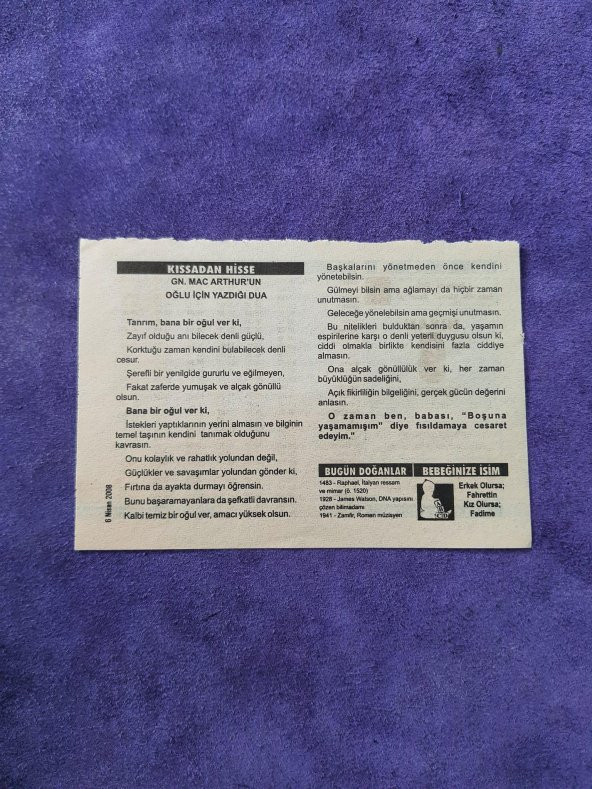 KISSADAN HİSSE
GN. MAC ARTHUR'UN
OĞLU İÇİN YAZDIĞI DUA
Tanrım, bana bir oğul ver ki,
Zayıf olduğu anı bilecek denli güçlü,
Korktuğu zaman kendini bulabilecek denli
cesur.
Şerefli bir yenilgide gururlu ve eğilmeyen,
Fakat zaferde yumuşak ve alçak gönüllü
olsun.
Bana bir oğul ver ki,
İstekleri yaptıklarının yerini almasın ve bilginin
temel taşının kendini tanımak olduğunu
kavrasın.
Onu kolaylık ve rahatlık yolundan değil,
Güçlükler ve savaşımlar yolundan gönder ki,
Fırtına da ayakta durmayı öğrensin.
Bunu başaramayanlara da şefkatli davransın.
Kalbi temiz bir oğul ver, amacı yüksek olsun.
6 Nisan 2008
Başkalarını yönetmeden önce kendini
yönetebilsin.
Gülmeyi bilsin ama ağlamayı da hiçbir zaman
unutmasın.
Geleceğe yönelebilsin ama geçmişi unutmasın.
Bu nitelikleri bulduktan sonra da, yaşamın
espirilerine karşı o denli yeterli duygusu olsun ki,
ciddi olmakla birlikte kendisini fazla ciddiye
almasın.
Ona alçak gönüllülük ver ki, her zaman
büyüklüğün sadeliğini,
Açık fikirliliğin bilgeliğini, gerçek gücün değerini
anlasın.
O zaman ben, babası, "Boşuna
yaşamamışım" diye fısıldamaya cesaret
edeyim."
BUGÜN DOĞANLAR
1483 - Raphael, İtalyan ressam
ve mimar (ö. 1520)
1928 - James Watson, DNA yapısını
çözen bilimadamı
1941 - Zamfir, Romen müzisyen
BEBEĞİNİZE İSİM
Erkek Olursa;
Fahrettin
Kız Olursa;
Fadime